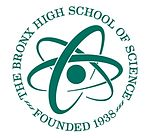 THE BRONX HIGH SCHOOL OF SCIENCE
FOUNDED 1938